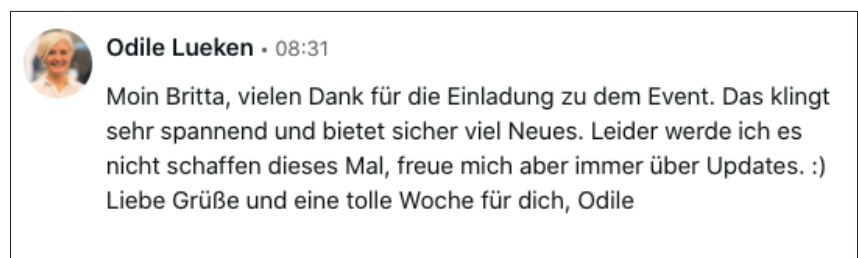 Odile Lueken • 08:31
Moin Britta, vielen Dank für die Einladung zu dem Event. Das klingt
sehr spannend und bietet sicher viel Neues. Leider werde ich es
nicht schaffen dieses Mal, freue mich aber immer über Updates. :)
Liebe Grüße und eine tolle Woche für dich, Odile